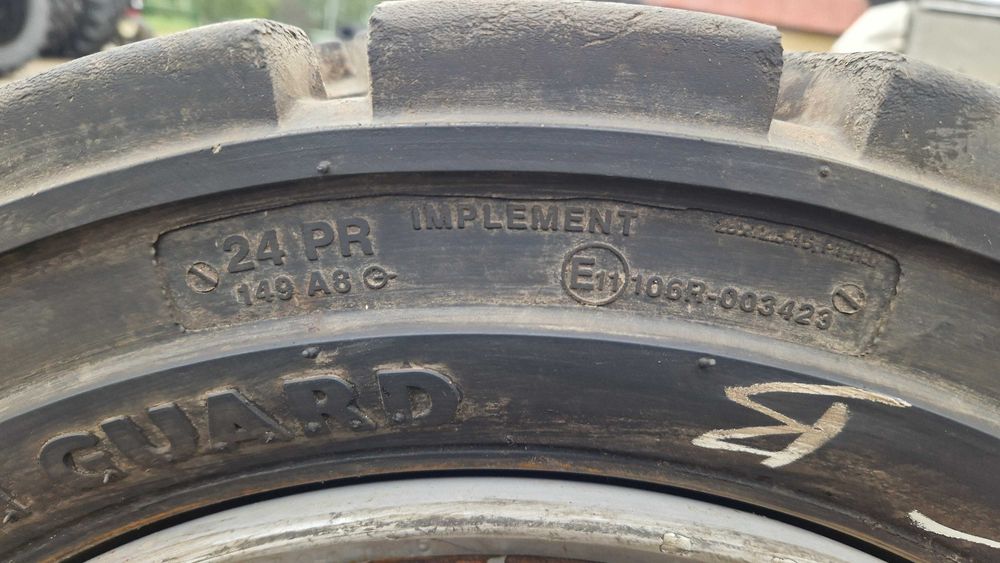 24 PR
149 A8
IMPLEMENT
E11 106R-003423
GUARD